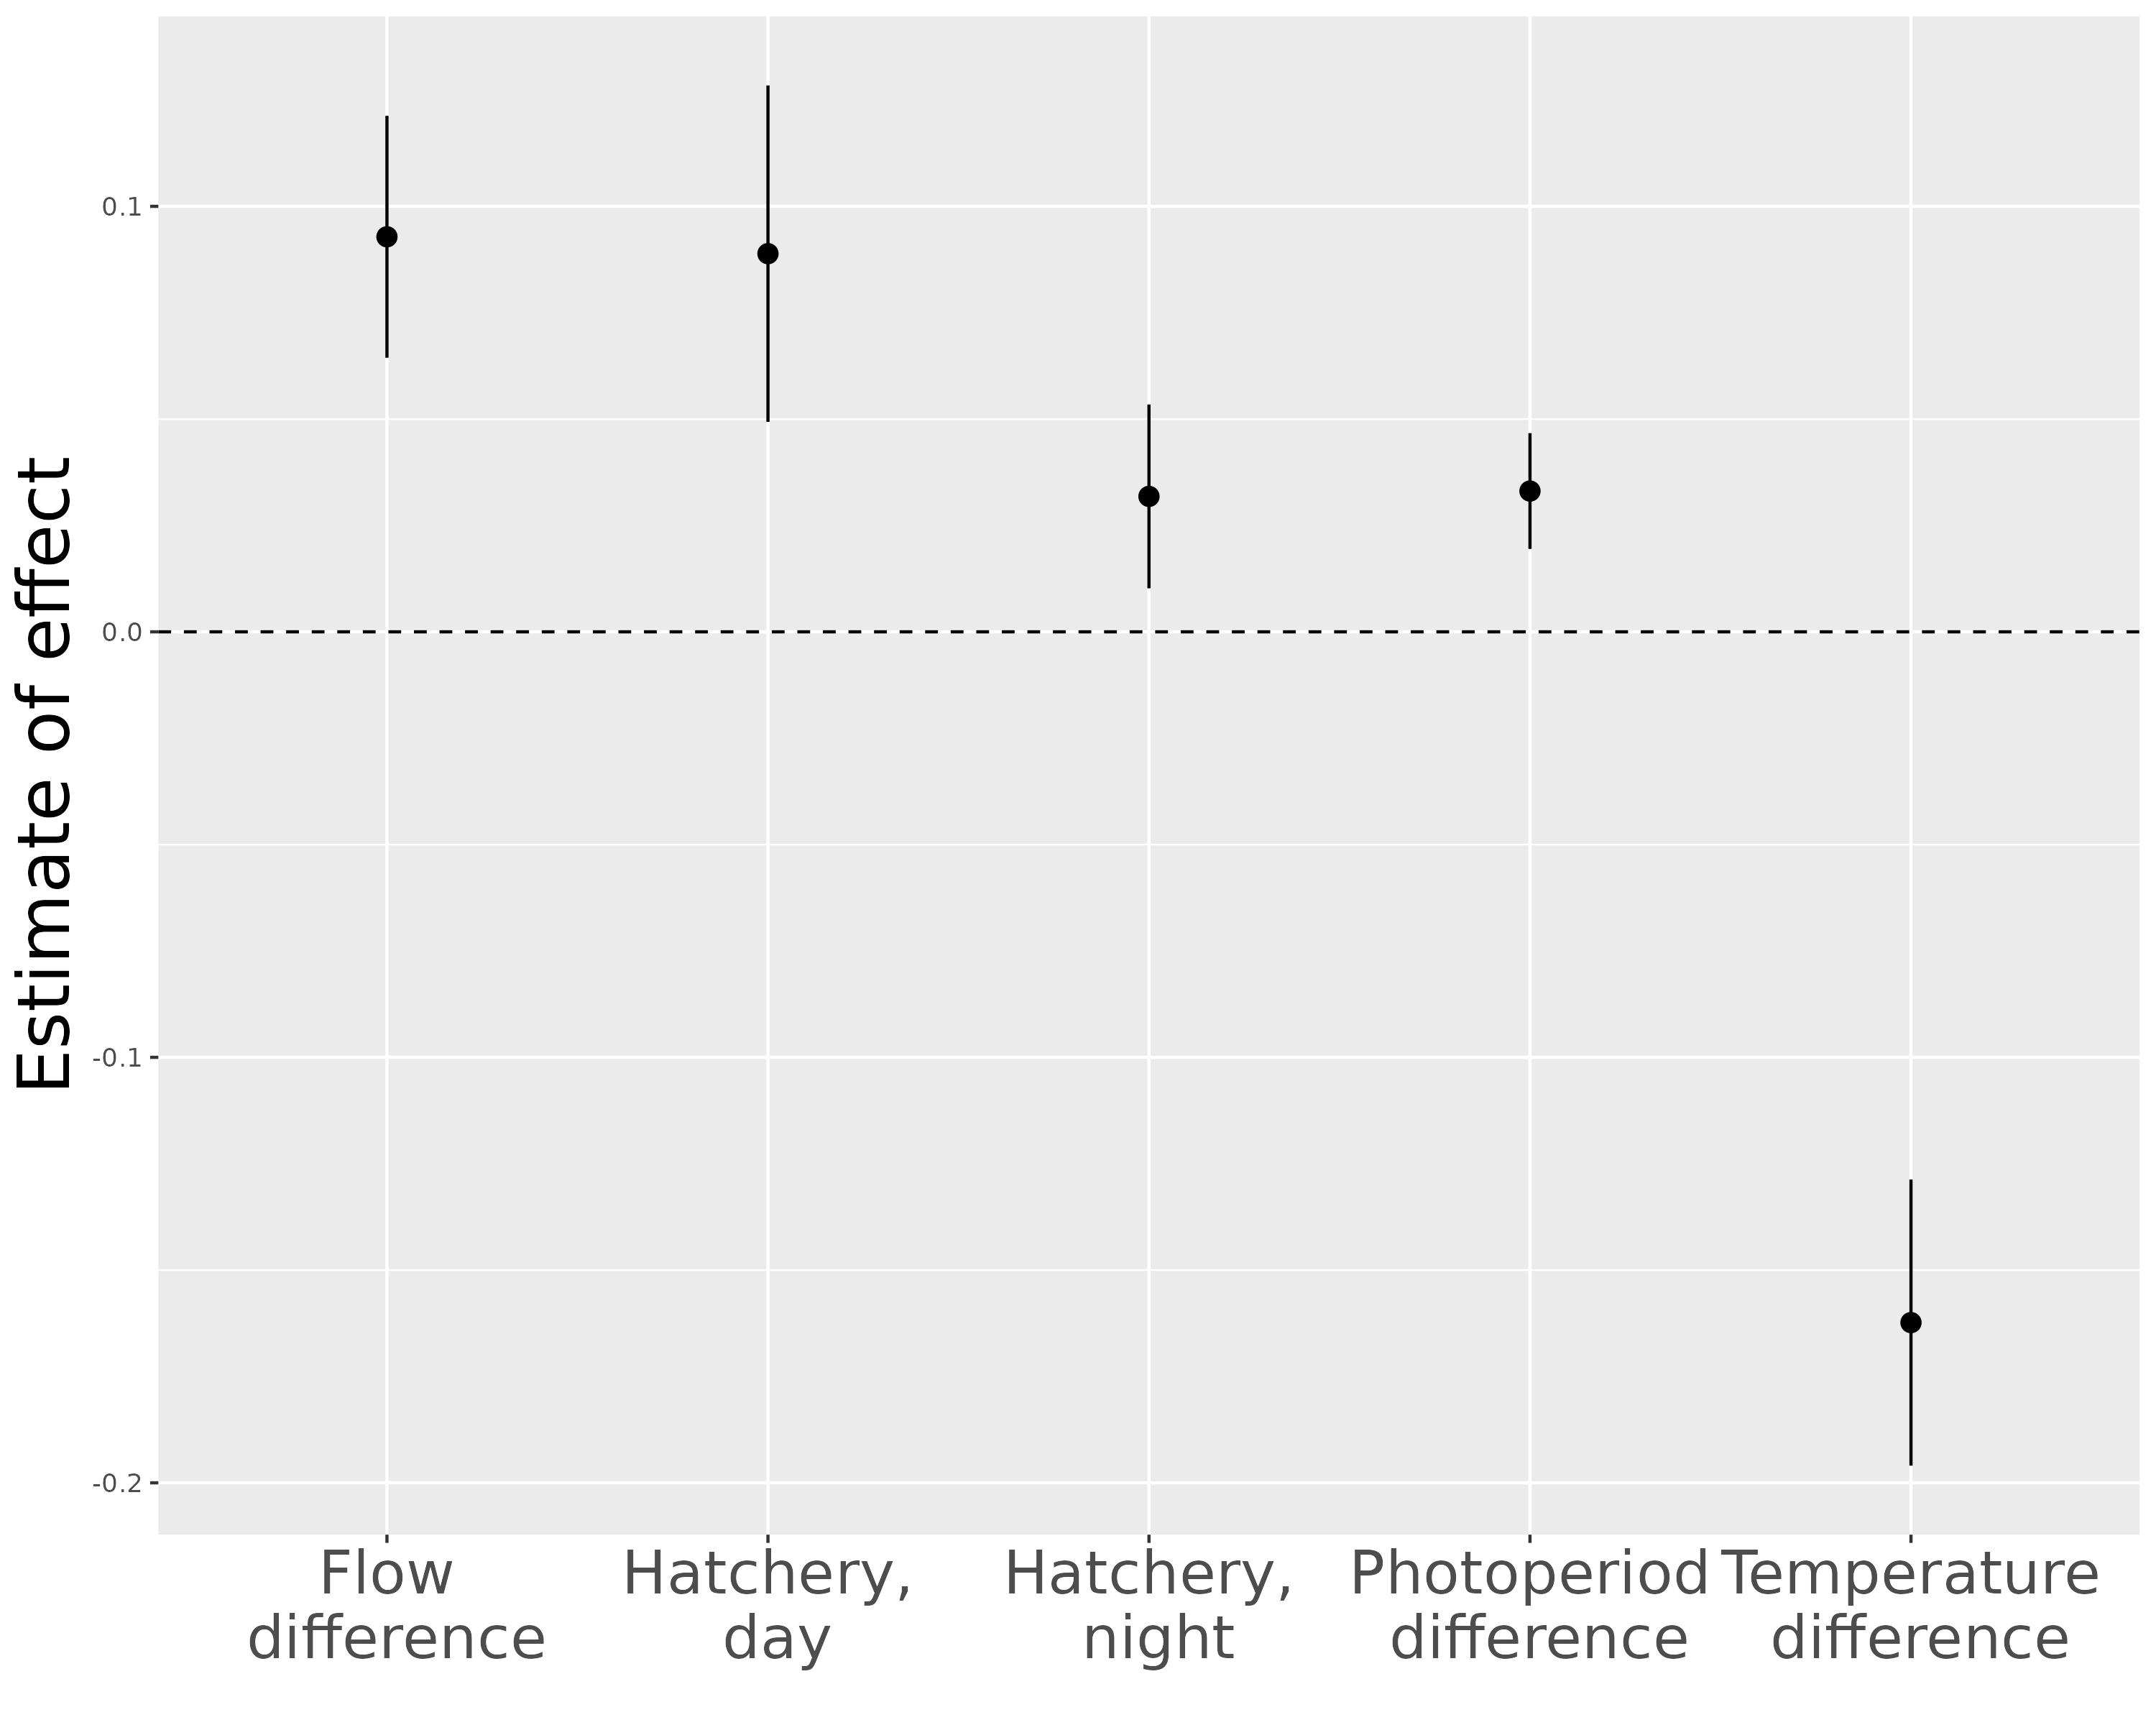 Estimate of effect
0.1
0.0
-0.1
-0.2
Flow
difference
Hatchery,
day
Hatchery,
night
Photoperiod
difference
Temperature
difference